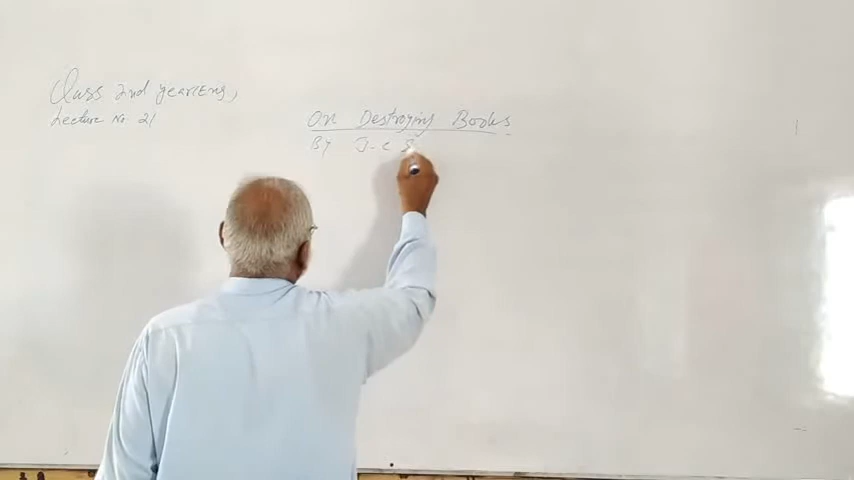 Class 2nd year (Eng)
Lecture No. 21
On Destroying Books
By J.C S